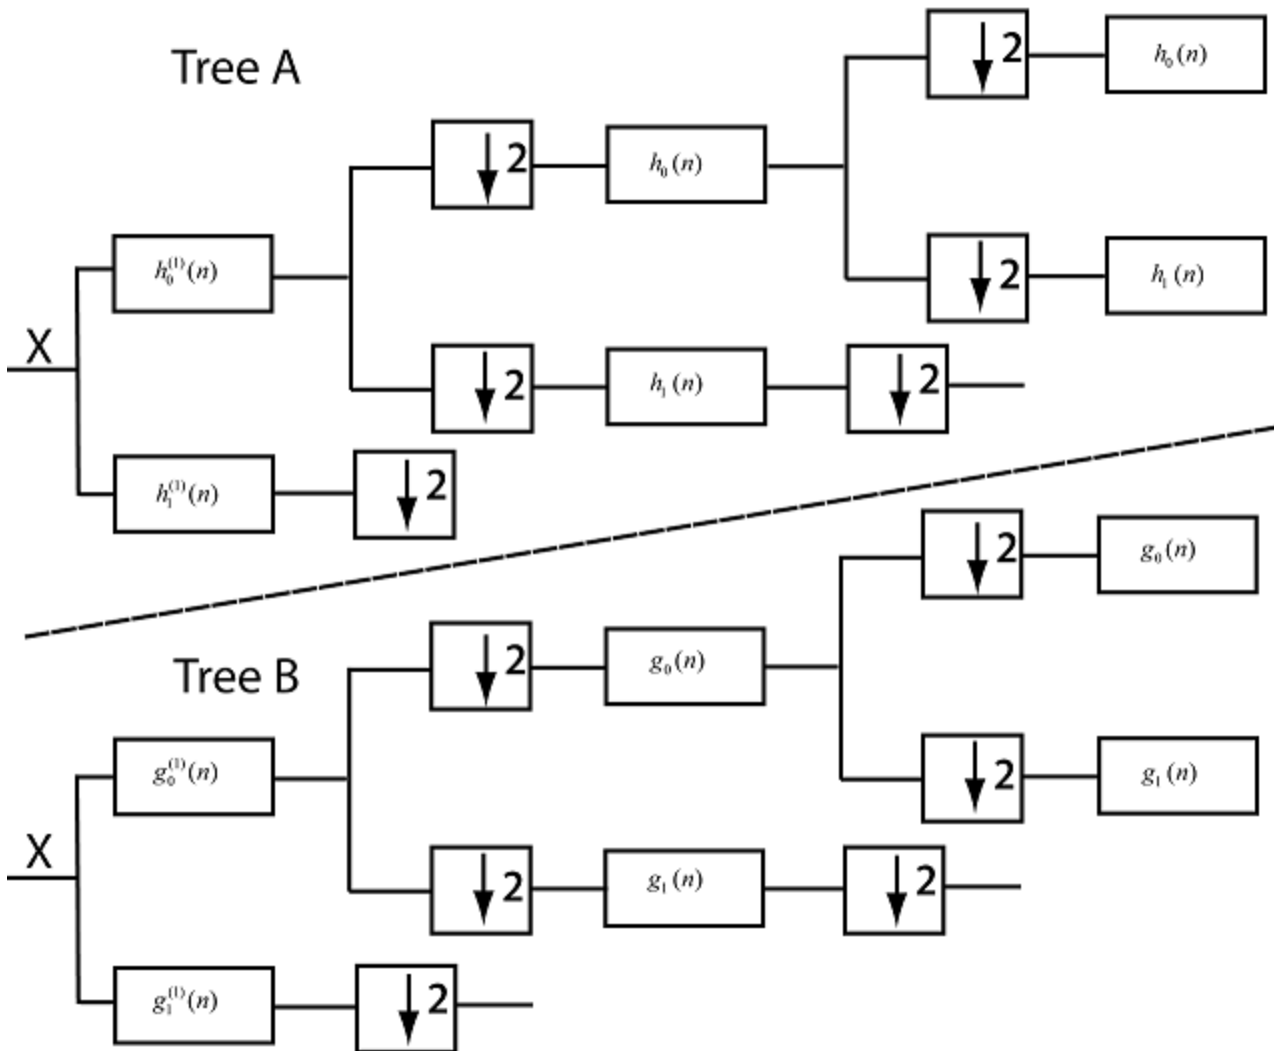 Tree A
2
h₀(n)
2
h₀(n)
h₀⁽¹⁾(n)
2
h₁(n)
X
2
h₁(n)
2
h₁⁽¹⁾(n)
2
2
g₀(n)
Tree B
2
g₀(n)
g₀⁽¹⁾(n)
2
g₁(n)
X
2
g₁(n)
2
g₁⁽¹⁾(n)
2